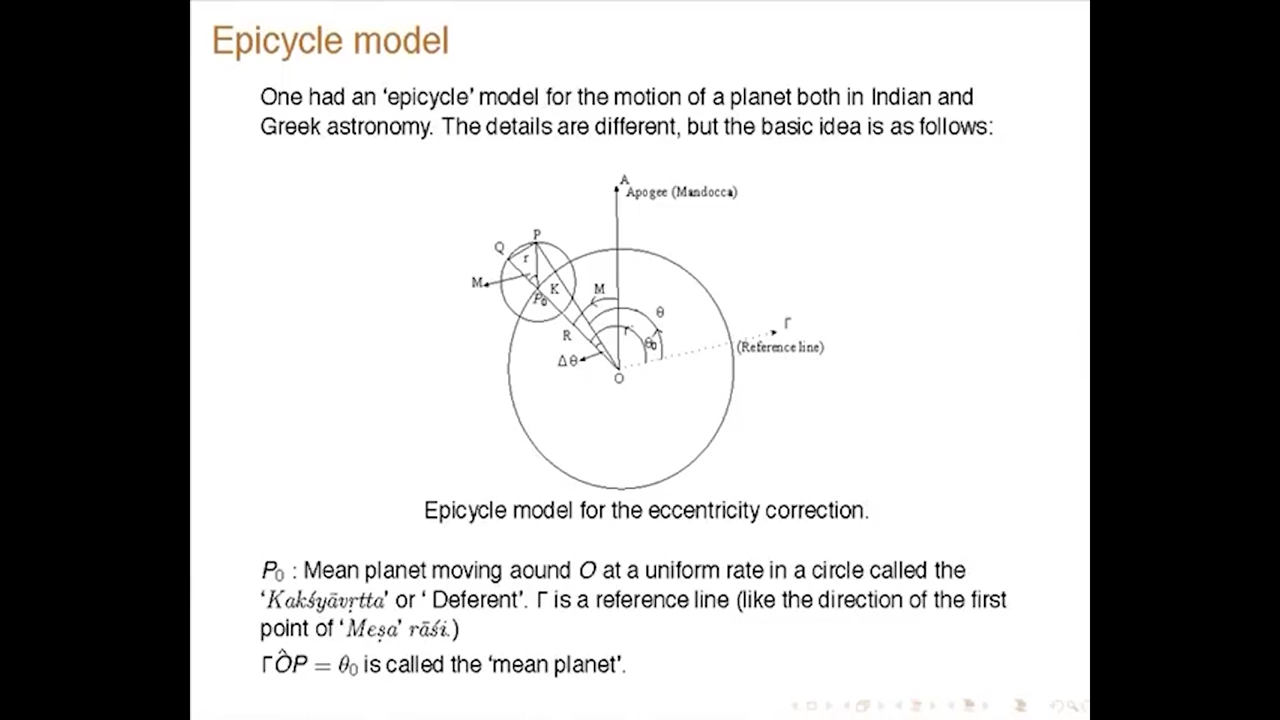 Epicycle model
One had an ‘epicycle’ model for the motion of a planet both in Indian and
Greek astronomy. The details are different, but the basic idea is as follows:
A
Apogee (Mandocca)
Q
P
r
M
K
P0
M
θ
R
r
θ0
Γ
(Reference line)
Δθ
O
Epicycle model for the eccentricity correction.
P0 : Mean planet moving aound O at a uniform rate in a circle called the
‘Kakśyāvṛtta’ or ‘ Deferent’. Γ is a reference line (like the direction of the first
point of ‘Meṣa’ rāśi.)
ΓÔP = θ0 is called the ‘mean planet’.